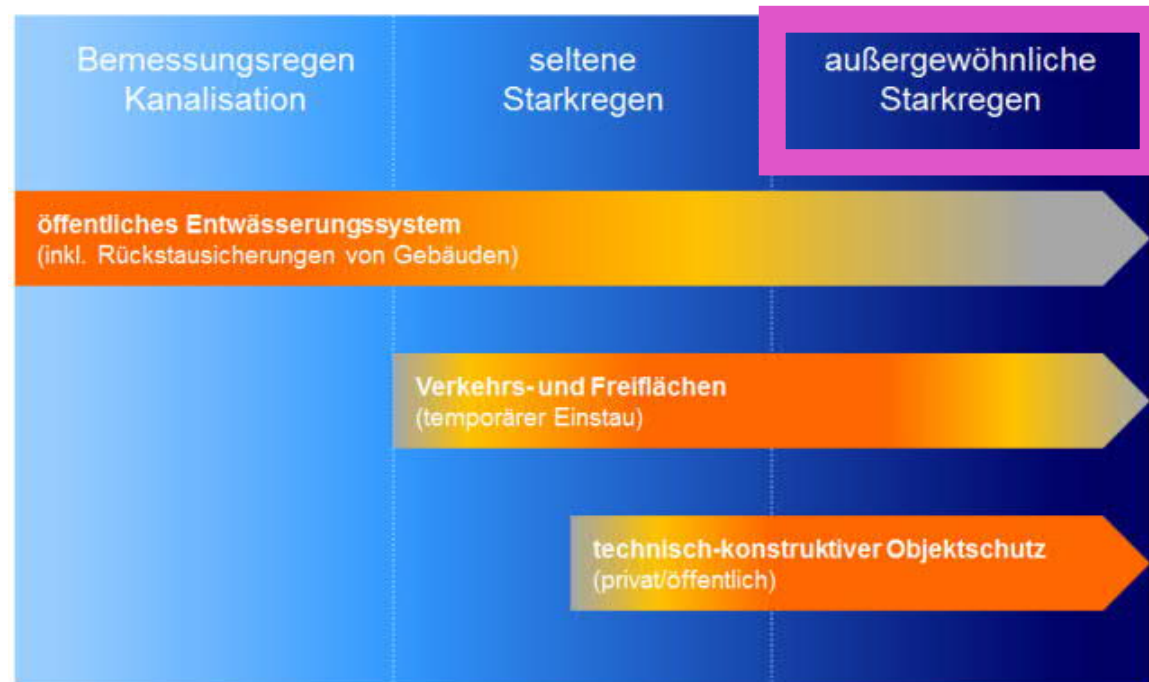 Bemessungsregen
Kanalisation
seltene
Starkregen
außergewöhnliche
Starkregen
öffentliches Entwässerungssystem
(inkl. Rückstausicherungen von Gebäuden)
Verkehrs- und Freiflächen
(temporärer Einstau)
technisch-konstruktiver Objektschutz
(privat/öffentlich)